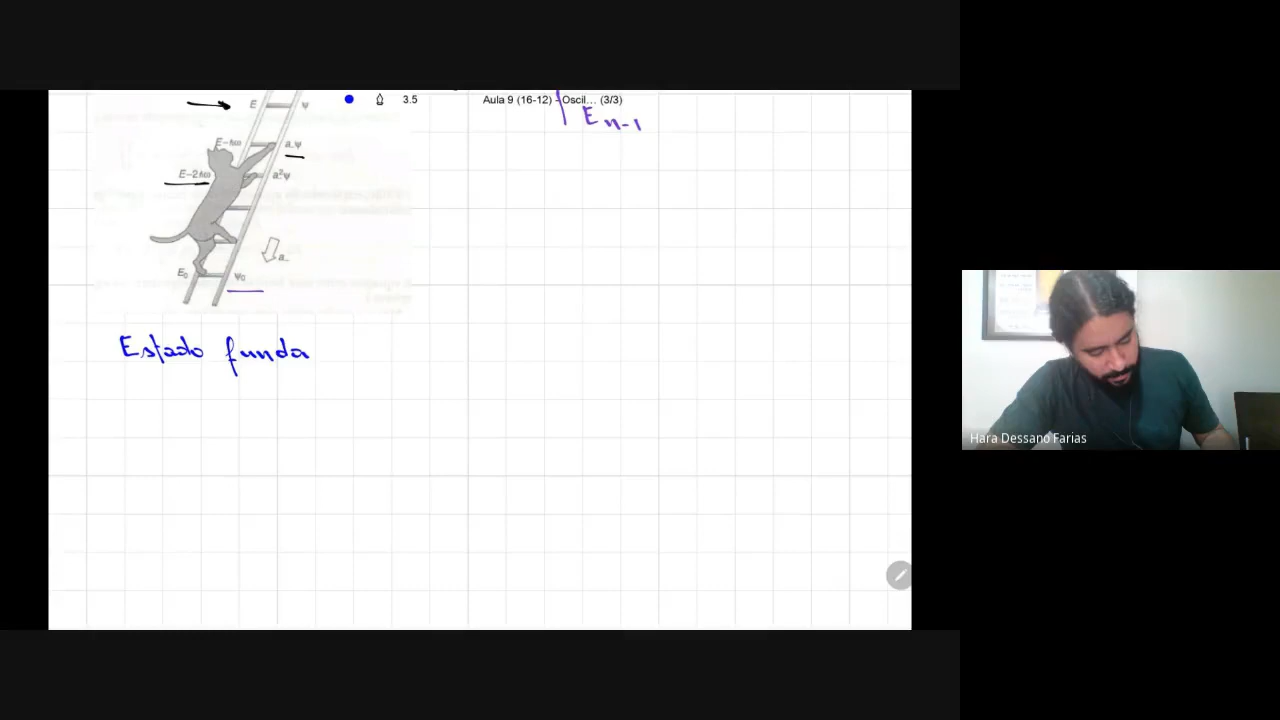 3.5 Aula 9 (16-12) - Oscil... (3/3)
E ψ
E n-1
E-ħω a₋ψ
E-2ħω a₋²ψ
a₋
E₀ ψ₀
Estado funda
Hara Dessano Farias